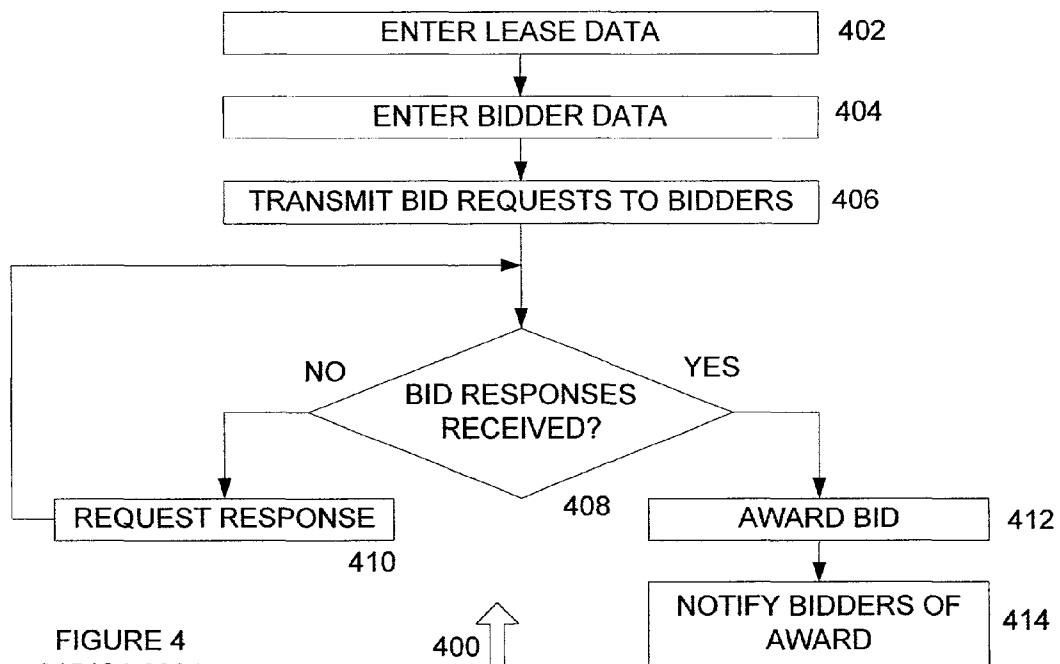 ENTER LEASE DATA
402
ENTER BIDDER DATA
404
TRANSMIT BID REQUESTS TO BIDDERS
406
NO
YES
BID RESPONSES
RECEIVED?
408
REQUEST RESPONSE
410
AWARD BID
412
NOTIFY BIDDERS OF
AWARD
414
400
FIGURE 4